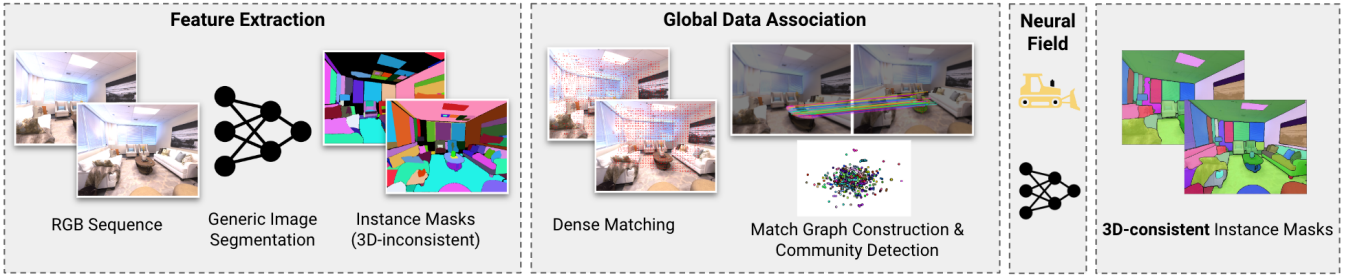 Feature Extraction
RGB Sequence
Generic Image
Segmentation
Instance Masks
(3D-inconsistent)
Global Data Association
Dense Matching
Match Graph Construction &
Community Detection
Neural
Field
3D-consistent Instance Masks